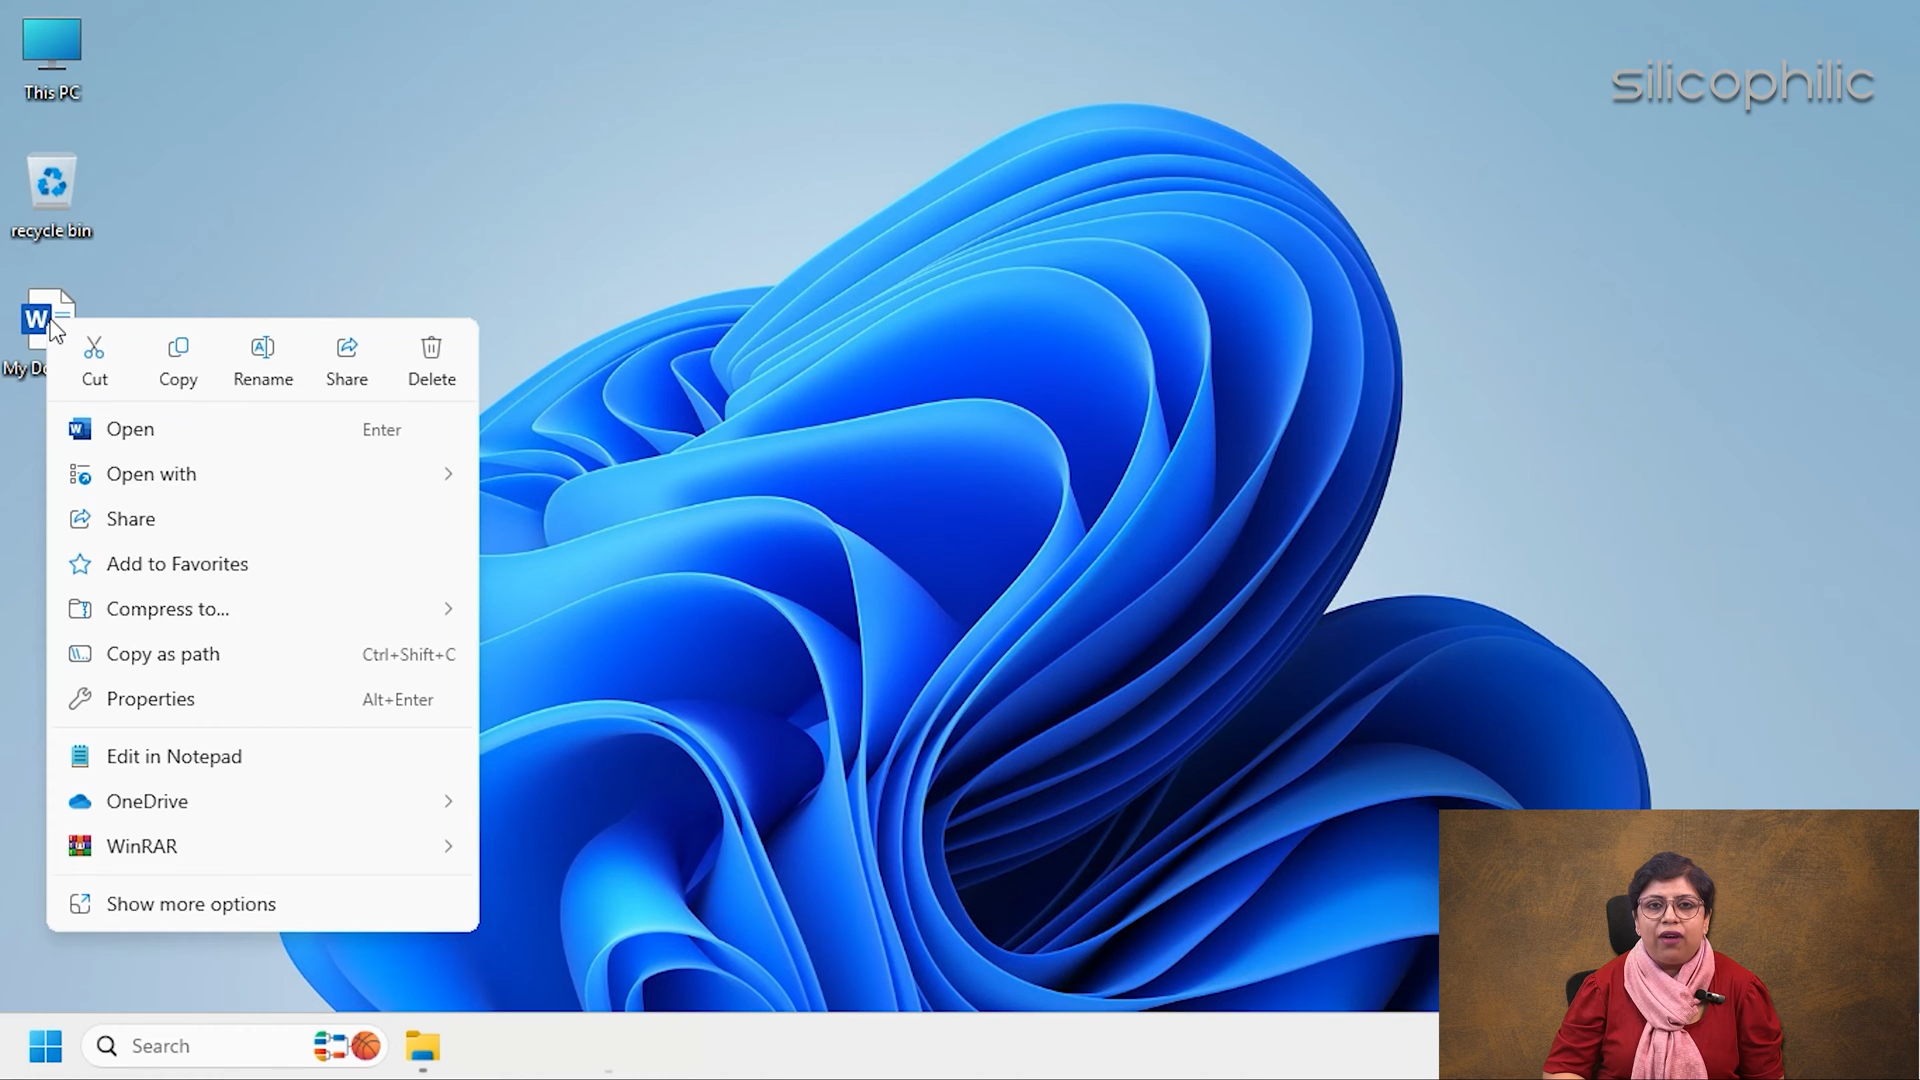 This PC
silicophilic
recycle bin
My Do
Cut
Copy
Rename
Share
Delete
Open
Enter
Open with
Share
Add to Favorites
Compress to...
Copy as path
Ctrl+Shift+C
Properties
Alt+Enter
Edit in Notepad
OneDrive
WinRAR
Show more options
Search